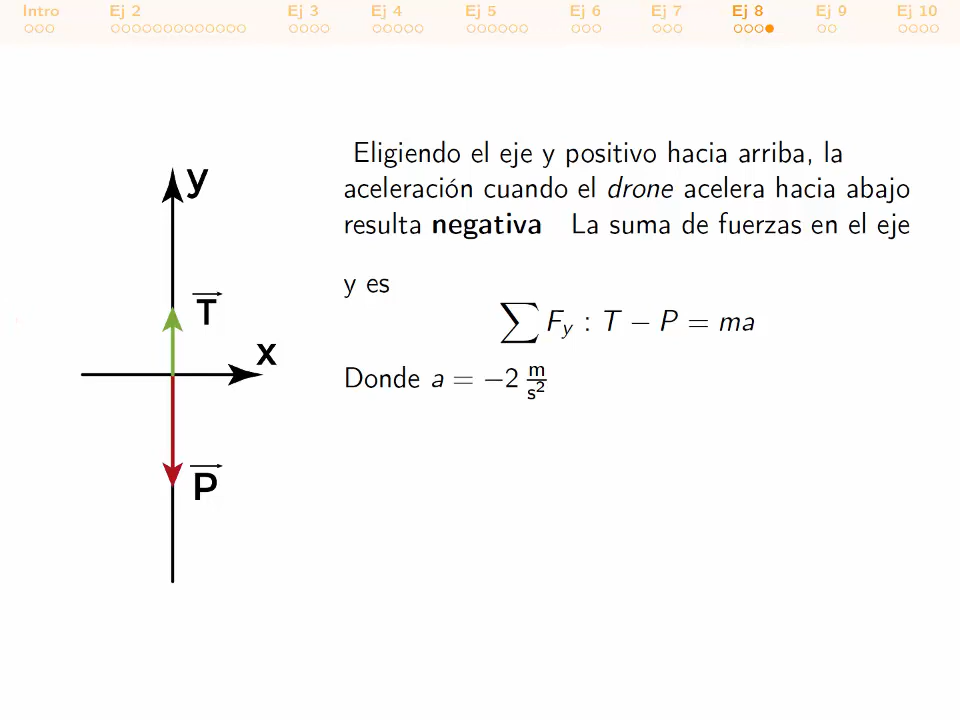 Intro Ej 2 Ej 3 Ej 4 Ej 5 Ej 6 Ej 7 Ej 8 Ej 9 Ej 10
y
T
x
P
Eligiendo el eje y positivo hacia arriba, la
aceleración cuando el drone acelera hacia abajo
resulta negativa La suma de fuerzas en el eje
y es
∑ F_y : T − P = ma
Donde a = −2 m/s²